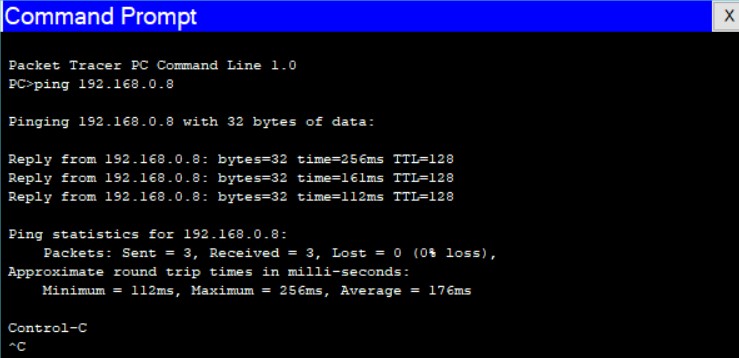 Command Prompt
X
Packet Tracer PC Command Line 1.0
PC>ping 192.168.0.8
Pinging 192.168.0.8 with 32 bytes of data:
Reply from 192.168.0.8: bytes=32 time=256ms TTL=128
Reply from 192.168.0.8: bytes=32 time=161ms TTL=128
Reply from 192.168.0.8: bytes=32 time=112ms TTL=128
Ping statistics for 192.168.0.8:
Packets: Sent = 3, Received = 3, Lost = 0 (0% loss),
Approximate round trip times in milli-seconds:
Minimum = 112ms, Maximum = 256ms, Average = 176ms
Control-C
^C